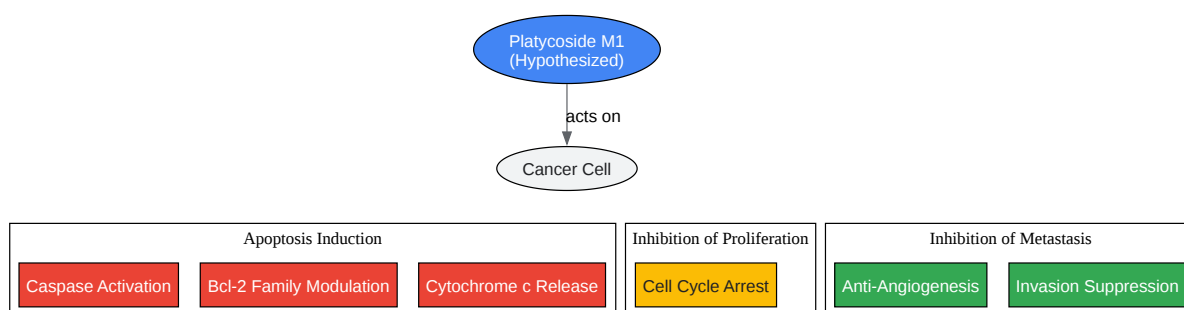 Platycoside M1
(Hypothesized)
acts on
Cancer Cell
Apoptosis Induction
Inhibition of Proliferation
Inhibition of Metastasis
Caspase Activation
Bcl-2 Family Modulation
Cytochrome c Release
Cell Cycle Arrest
Anti-Angiogenesis
Invasion Suppression